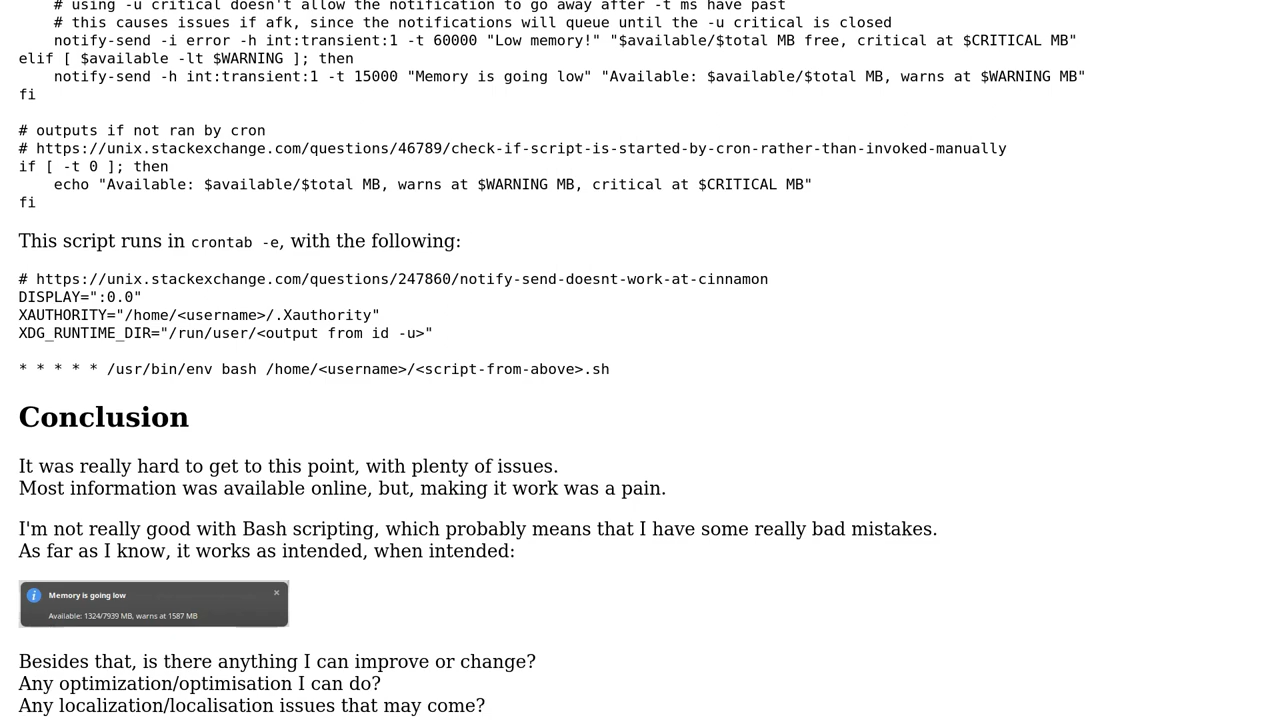 # using -u critical doesn't allow the notification to go away after -t ms have past
# this causes issues if afk, since the notifications will queue until the -u critical is closed
notify-send -i error -h int:transient:1 -t 60000 "Low memory!" "$available/$total MB free, critical at $CRITICAL MB"
elif [ $available -lt $WARNING ]; then
notify-send -h int:transient:1 -t 15000 "Memory is going low" "Available: $available/$total MB, warns at $WARNING MB"
fi
# outputs if not ran by cron
# https://unix.stackexchange.com/questions/46789/check-if-script-is-started-by-cron-rather-than-invoked-manually
if [ -t 0 ]; then
echo "Available: $available/$total MB, warns at $WARNING MB, critical at $CRITICAL MB"
fi
This script runs in crontab -e, with the following:
# https://unix.stackexchange.com/questions/247860/notify-send-doesnt-work-at-cinnamon
DISPLAY=":0.0"
XAUTHORITY="/home/<username>/.Xauthority"
XDG_RUNTIME_DIR="/run/user/<output from id -u>"
* * * * * /usr/bin/env bash /home/<username>/<script-from-above>.sh
Conclusion
It was really hard to get to this point, with plenty of issues.
Most information was available online, but, making it work was a pain.
I'm not really good with Bash scripting, which probably means that I have some really bad mistakes.
As far as I know, it works as intended, when intended:
Memory is going low
Available: 1324/7939 MB, warns at 1587 MB
Besides that, is there anything I can improve or change?
Any optimization/optimisation I can do?
Any localization/localisation issues that may come?